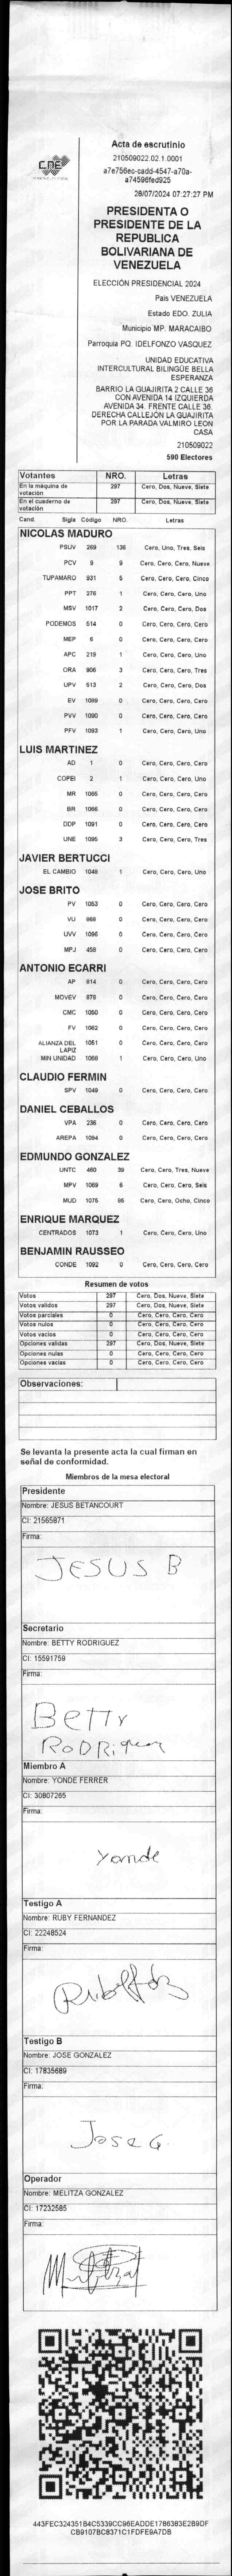 CNE
Acta de escrutinio
210509022.02.1.0001
a7e756ec-cadd-4547-a70a-
a74596fed925
28/07/2024 07:27:27 PM
PRESIDENTA O
PRESIDENTE DE LA
REPUBLICA
BOLIVARIANA DE
VENEZUELA
ELECCIÓN PRESIDENCIAL 2024
Pais VENEZUELA
Estado EDO. ZULIA
Municipio MP. MARACAIBO
Parroquia PQ. IDELFONZO VASQUEZ
UNIDAD EDUCATIVA
INTERCULTURAL BILINGÜE BELLA
ESPERANZA
BARRIO LA GUAJIRITA 2 CALLE 36
CON AVENIDA 14 IZQUIERDA
AVENIDA 34. FRENTE CALLE 36.
DERECHA CALLEJON LA GUAJIRITA
POR LA PARADA VALMIRO LEON
CASA
210509022
590 Electores
Votantes NRO. Letras
En la máquina de votación 297 Cero, Dos, Nueve, Siete
En el cuaderno de votación 297 Cero, Dos, Nueve, Siete
Cand. Sigla Código NRO. Letras
NICOLAS MADURO
PSUV 269 136 Cero, Uno, Tres, Seis
PCV 9 9 Cero, Cero, Cero, Nueve
TUPAMARO 931 5 Cero, Cero, Cero, Cinco
PPT 276 1 Cero, Cero, Cero, Uno
MSV 1017 2 Cero, Cero, Cero, Dos
PODEMOS 514 0 Cero, Cero, Cero, Cero
MEP 6 0 Cero, Cero, Cero, Cero
APC 219 1 Cero, Cero, Cero, Uno
ORA 906 3 Cero, Cero, Cero, Tres
UPV 513 2 Cero, Cero, Cero, Dos
EV 1089 0 Cero, Cero, Cero, Cero
PVV 1090 0 Cero, Cero, Cero, Cero
PFV 1093 1 Cero, Cero, Cero, Uno
LUIS MARTINEZ
AD 1 0 Cero, Cero, Cero, Cero
COPEI 2 1 Cero, Cero, Cero, Uno
MR 1065 0 Cero, Cero, Cero, Cero
BR 1066 0 Cero, Cero, Cero, Cero
DDP 1091 0 Cero, Cero, Cero, Cero
UNE 1095 3 Cero, Cero, Cero, Tres
JAVIER BERTUCCI
EL CAMBIO 1048 1 Cero, Cero, Cero, Uno
JOSE BRITO
PV 1053 0 Cero, Cero, Cero, Cero
VU 868 0 Cero, Cero, Cero, Cero
UVV 1096 0 Cero, Cero, Cero, Cero
MPJ 458 0 Cero, Cero, Cero, Cero
ANTONIO ECARRI
AP 814 0 Cero, Cero, Cero, Cero
MOVEV 876 0 Cero, Cero, Cero, Cero
CMC 1050 0 Cero, Cero, Cero, Cero
FV 1062 0 Cero, Cero, Cero, Cero
ALIANZA DEL LAPIZ 1051 0 Cero, Cero, Cero, Cero
MIN UNIDAD 1068 1 Cero, Cero, Cero, Uno
CLAUDIO FERMIN
SPV 1049 0 Cero, Cero, Cero, Cero
DANIEL CEBALLOS
VPA 236 0 Cero, Cero, Cero, Cero
AREPA 1094 0 Cero, Cero, Cero, Cero
EDMUNDO GONZALEZ
UNTC 460 39 Cero, Cero, Tres, Nueve
MPV 1069 6 Cero, Cero, Cero, Seis
MUD 1075 85 Cero, Cero, Ocho, Cinco
ENRIQUE MARQUEZ
CENTRADOS 1073 1 Cero, Cero, Cero, Uno
BENJAMIN RAUSSEO
CONDE 1092 0 Cero, Cero, Cero, Cero
Resumen de votos
Votos 297 Cero, Dos, Nueve, Siete
Votos validos 297 Cero, Dos, Nueve, Siete
Votos parciales 0 Cero, Cero, Cero, Cero
Votos nulos 0 Cero, Cero, Cero, Cero
Votos vacios 0 Cero, Cero, Cero, Cero
Opciones validas 297 Cero, Dos, Nueve, Siete
Opciones nulas 0 Cero, Cero, Cero, Cero
Opciones vacias 0 Cero, Cero, Cero, Cero
Observaciones:
Se levanta la presente acta la cual firman en
señal de conformidad.
Miembros de la mesa electoral
Presidente
Nombre: JESUS BETANCOURT
CI: 21565871
Firma:
JESUS B
Secretario
Nombre: BETTY RODRIGUEZ
CI: 15591759
Firma:
Betty
RODRiguez
Miembro A
Nombre: YONDE FERRER
CI: 30807265
Firma:
Yonde
Testigo A
Nombre: RUBY FERNANDEZ
CI: 22248524
Firma:
Testigo B
Nombre: JOSE GONZALEZ
CI: 17835689
Firma:
Jose G.
Operador
Nombre: MELITZA GONZALEZ
CI: 17232585
Firma:
443FEC324351B4C5339CC96EADDE1786383E2B9DF
CB9107BC8371C1FDFE9A7DB